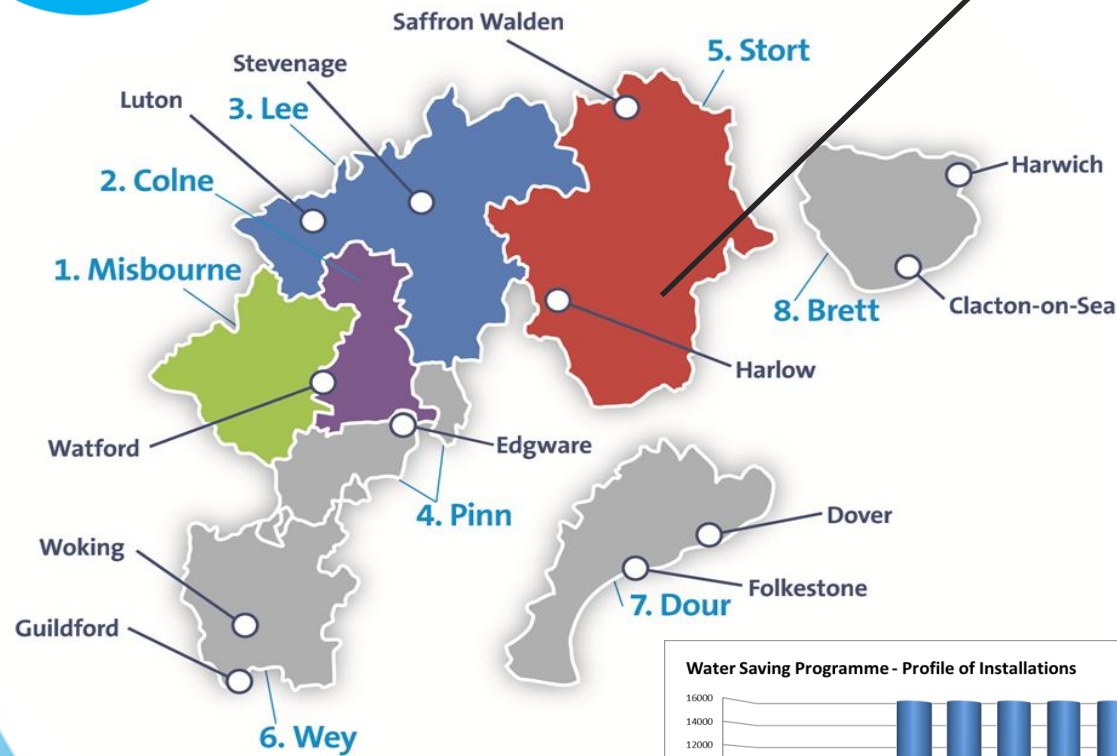 Saffron Walden
5. Stort
Stevenage
Luton
3. Lee
2. Colne
Harwich
1. Misbourne
8. Brett
Clacton-on-Sea
Harlow
Watford
Edgware
4. Pinn
Dover
Woking
Folkestone
7. Dour
Guildford
6. Wey
Water Saving Programme - Profile of Installations
16000
14000
12000